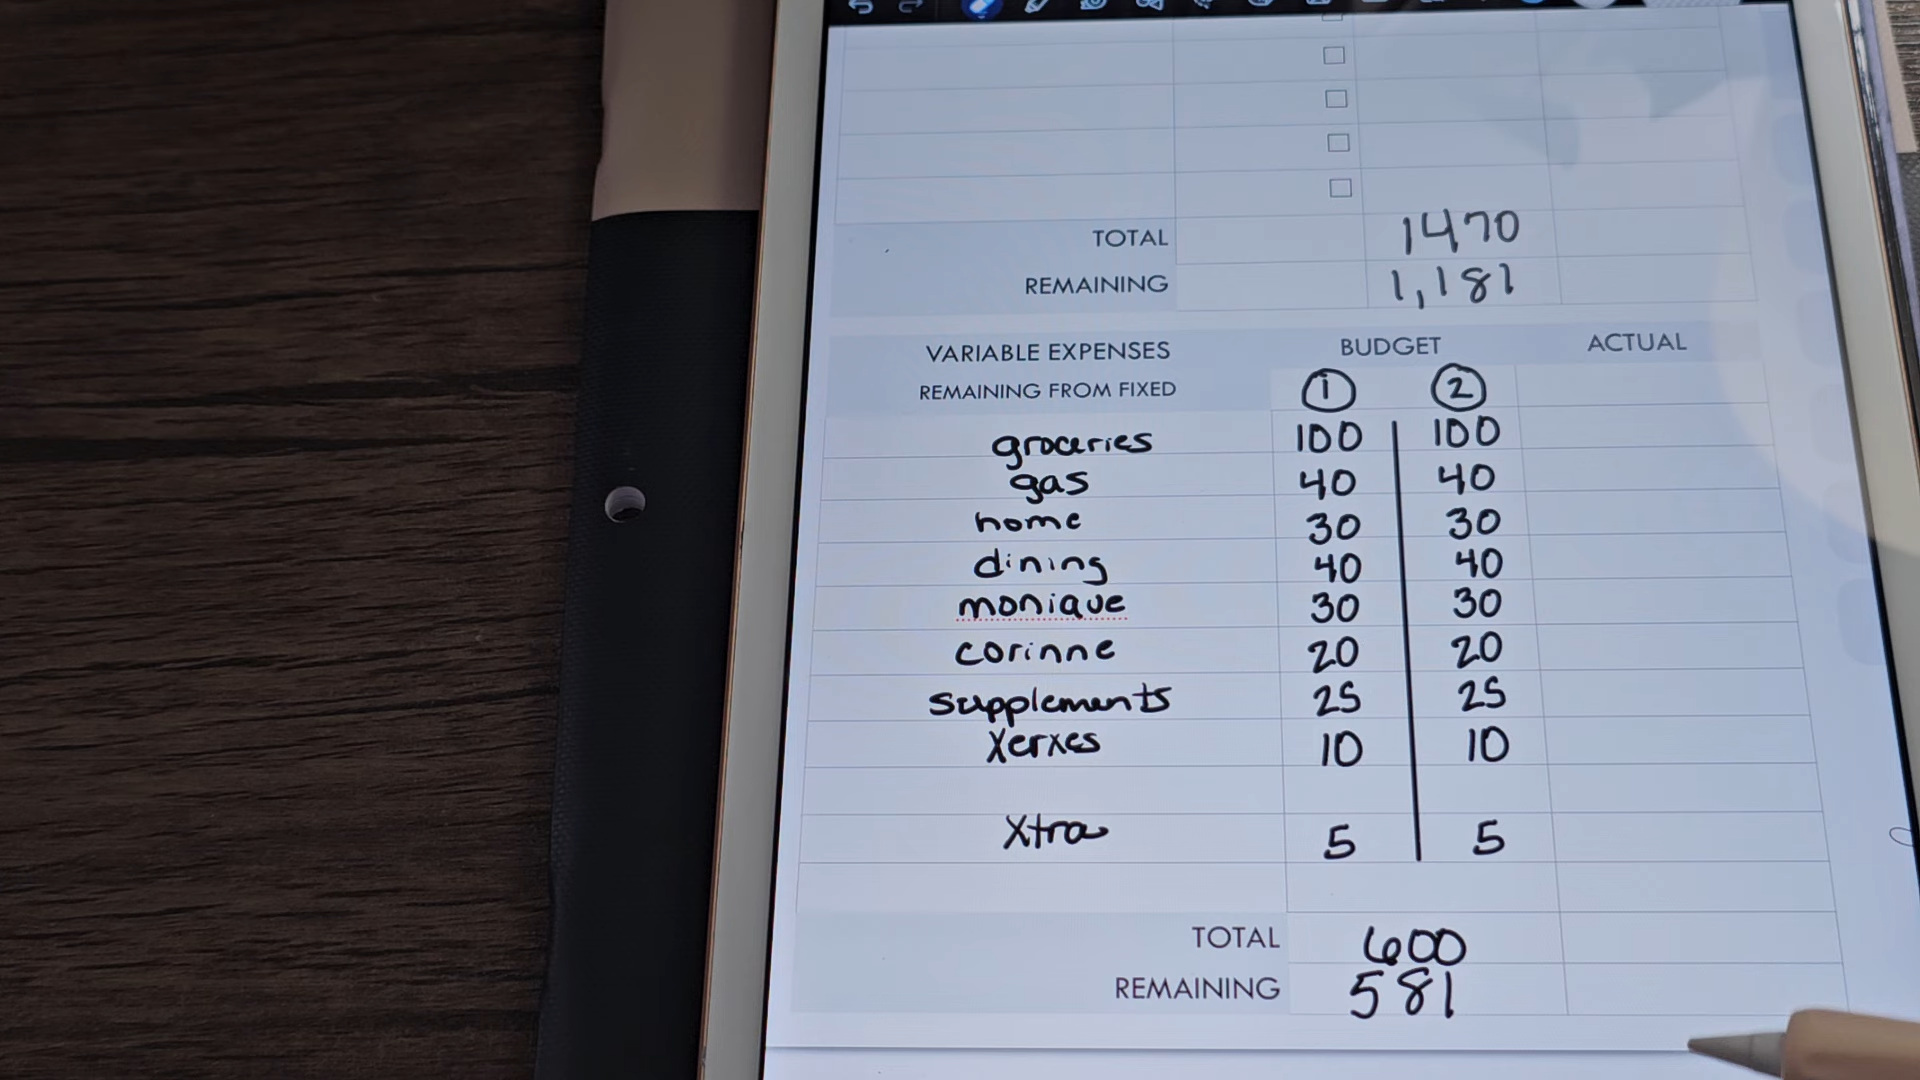 TOTAL 1470
REMAINING 1,181
VARIABLE EXPENSES BUDGET ACTUAL
REMAINING FROM FIXED 1 2
groceries 100 100
gas 40 40
home 30 30
dining 40 40
monique 30 30
corinne 20 20
supplements 25 25
Xerxes 10 10
Xtra 5 5
TOTAL 600
REMAINING 581